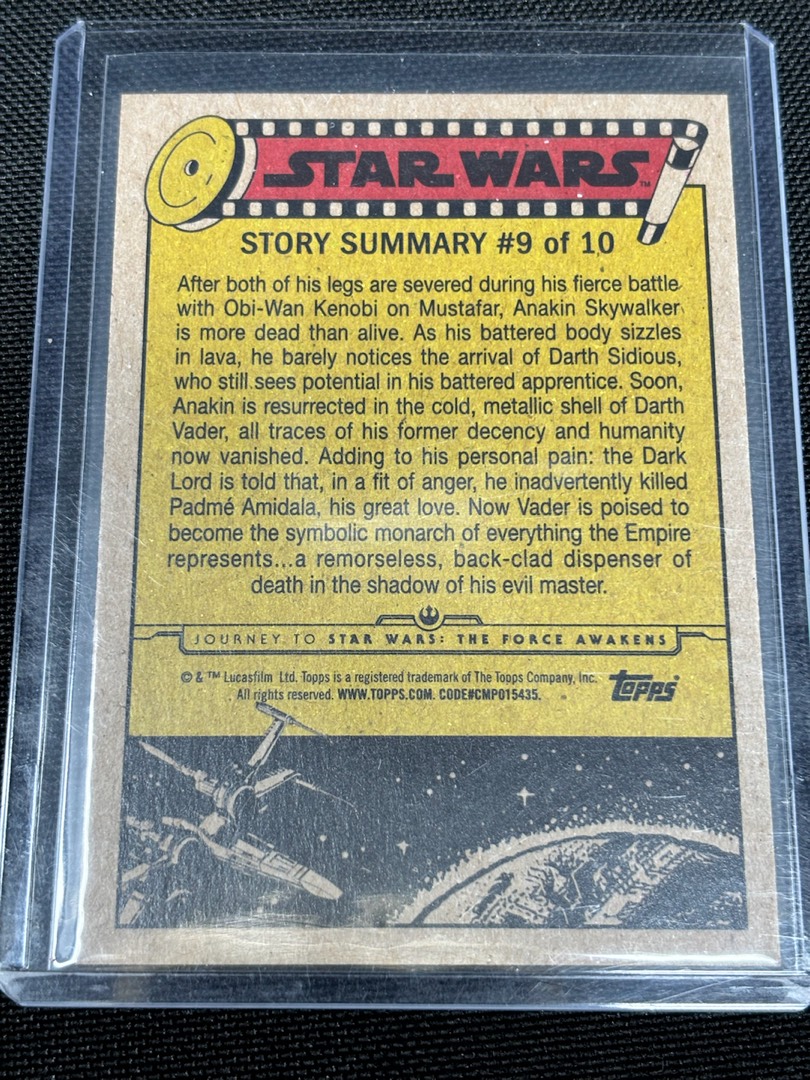 STAR WARS™
STORY SUMMARY #9 of 10
After both of his legs are severed during his fierce battle
with Obi-Wan Kenobi on Mustafar, Anakin Skywalker
is more dead than alive. As his battered body sizzles
in lava, he barely notices the arrival of Darth Sidious,
who still sees potential in his battered apprentice. Soon,
Anakin is resurrected in the cold, metallic shell of Darth
Vader, all traces of his former decency and humanity
now vanished. Adding to his personal pain: the Dark
Lord is told that, in a fit of anger, he inadvertently killed
Padmé Amidala, his great love. Now Vader is poised to
become the symbolic monarch of everything the Empire
represents...a remorseless, back-clad dispenser of
death in the shadow of his evil master.
JOURNEY TO STAR WARS: THE FORCE AWAKENS
© & ™ Lucasfilm Ltd. Topps is a registered trademark of The Topps Company, Inc.
All rights reserved. WWW.TOPPS.COM. CODE#CMP015435.
topps®